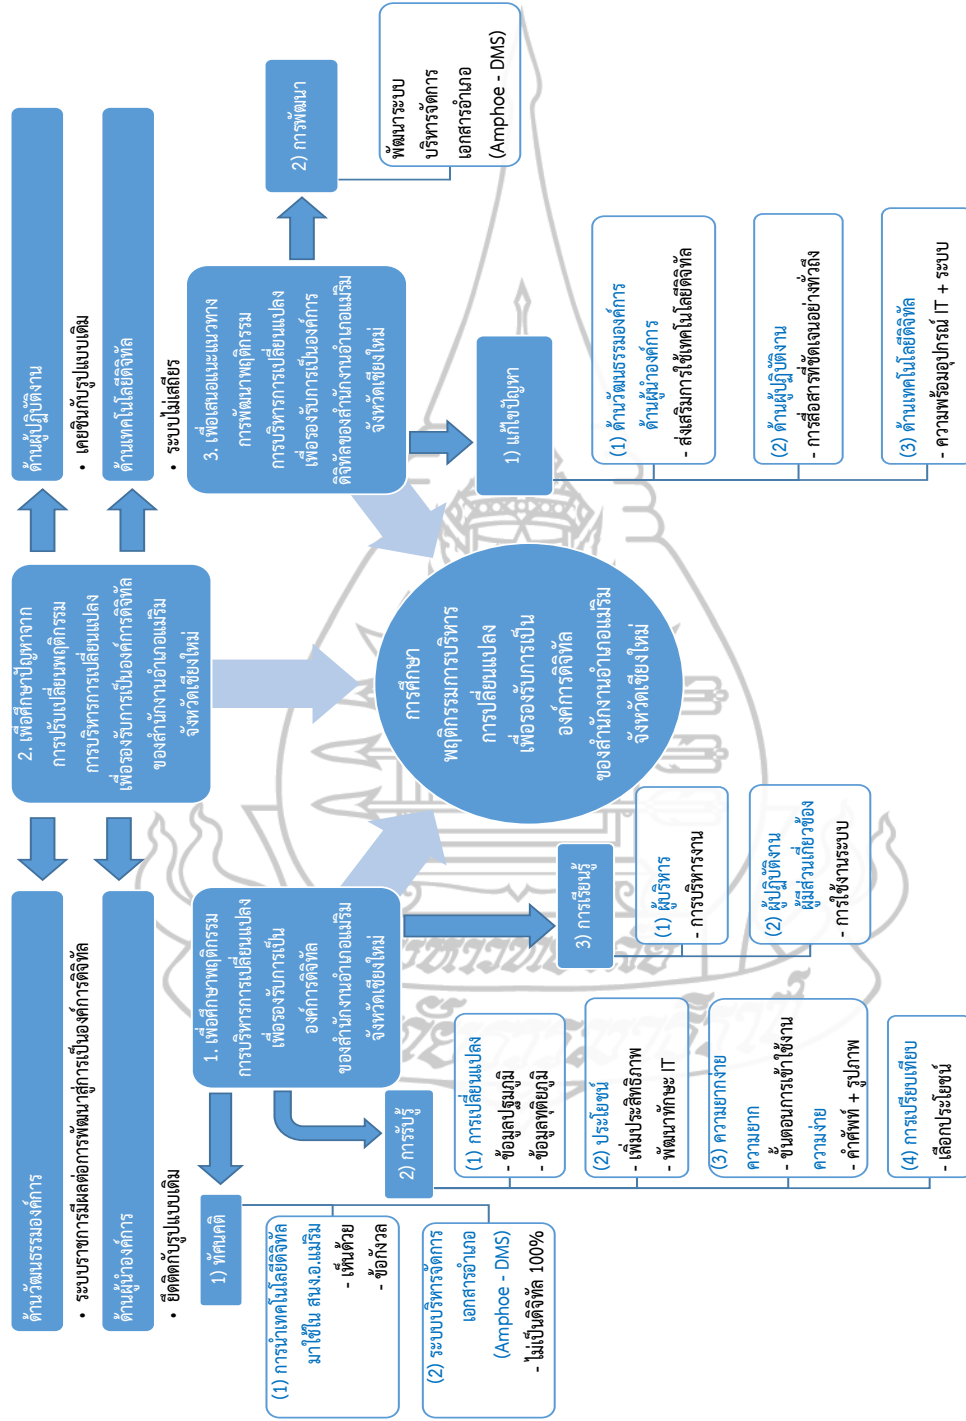 ด้านวัฒนธรรมองค์การ
• ระบบราชการมีผลต่อการพัฒนาสู่การเป็นองค์การดิจิทัล
ด้านผู้นำองค์การ
• ยึดติดกับรูปแบบเดิม
2. เพื่อศึกษาปัญหาจาก
การปรับเปลี่ยนพฤติกรรม
การบริหารการเปลี่ยนแปลง
เพื่อรองรับการเป็นองค์การดิจิทัล
ของสำนักงานอำเภอแม่ริม
จังหวัดเชียงใหม่
ด้านผู้ปฏิบัติงาน
• เคยชินกับรูปแบบเดิม
ด้านเทคโนโลยีดิจิทัล
• ระบบไม่เสถียร
1. เพื่อศึกษาพฤติกรรม
การบริหารการเปลี่ยนแปลง
เพื่อรองรับการเป็น
องค์การดิจิทัล
ของสำนักงานอำเภอแม่ริม
จังหวัดเชียงใหม่
1) ทัศนคติ
(1) การนำเทคโนโลยีดิจิทัล
มาใช้ใน สนง.อ.แม่ริม
- เห็นด้วย
- ข้อกังวล
(2) ระบบบริหารจัดการ
เอกสารอำเภอ
(Amphoe - DMS)
- ไม่เป็นดิจิทัล 100%
2) การรับรู้
(1) การเปลี่ยนแปลง
- ข้อมูลปฐมภูมิ
- ข้อมูลทุติยภูมิ
(2) ประโยชน์
- เพิ่มประสิทธิภาพ
- พัฒนาทักษะ IT
(3) ความยากง่าย
ความยาก
- ขั้นตอนการเข้าใช้งาน
ความง่าย
- คำศัพท์ + รูปภาพ
(4) การเปรียบเทียบ
- เลือกประโยชน์
3) การเรียนรู้
(1) ผู้บริหาร
- การบริหารงาน
(2) ผู้ปฏิบัติงาน
ผู้มีส่วนเกี่ยวข้อง
- การใช้งานระบบ
การศึกษา
พฤติกรรมการบริหาร
การเปลี่ยนแปลง
เพื่อรองรับการเป็น
องค์การดิจิทัล
ของสำนักงานอำเภอแม่ริม
จังหวัดเชียงใหม่
3. เพื่อเสนอแนะแนวทาง
การพัฒนาพฤติกรรม
การบริหารการเปลี่ยนแปลง
เพื่อรองรับการเป็นองค์การ
ดิจิทัลของสำนักงานอำเภอแม่ริม
จังหวัดเชียงใหม่
1) แก้ไขปัญหา
(1) ด้านวัฒนธรรมองค์การ
ด้านผู้นำองค์การ
- ส่งเสริมการใช้เทคโนโลยีดิจิทัล
(2) ด้านผู้ปฏิบัติงาน
- การสื่อสารที่ชัดเจนอย่างทั่วถึง
(3) ด้านเทคโนโลยีดิจิทัล
- ความพร้อมอุปกรณ์ IT + ระบบ
2) การพัฒนา
พัฒนาระบบ
บริหารจัดการ
เอกสารอำเภอ
(Amphoe - DMS)